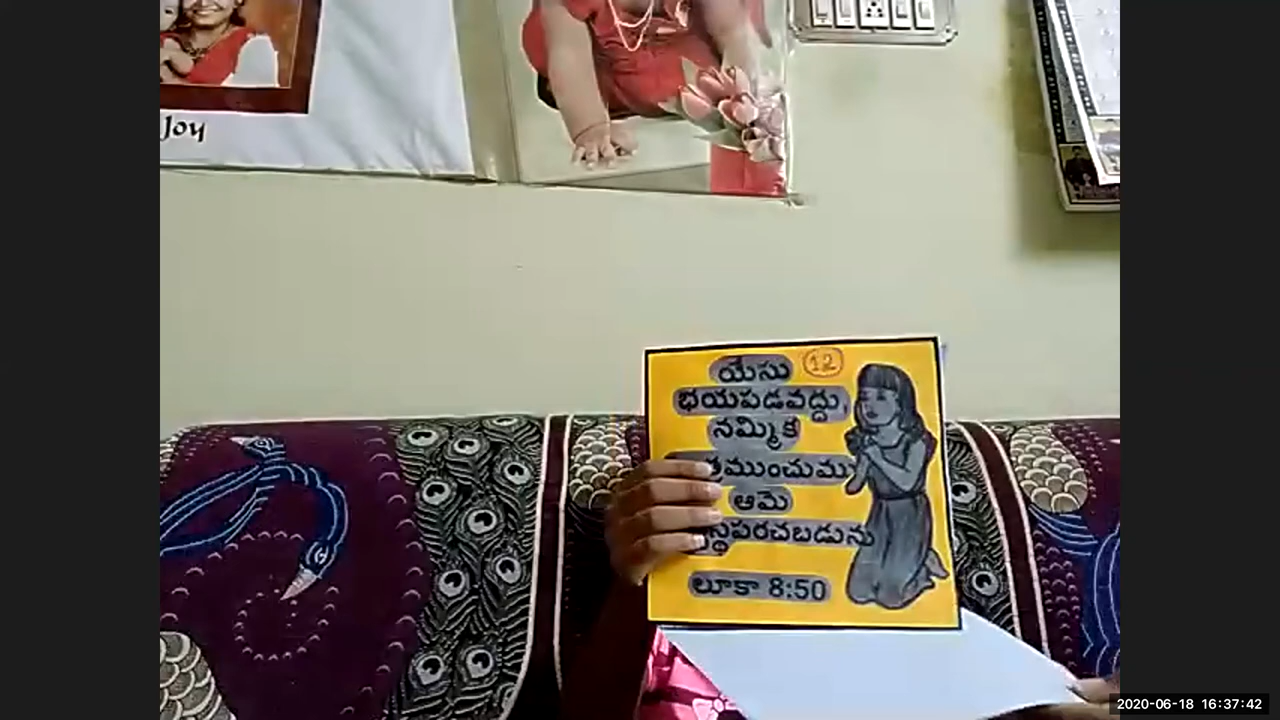 Joy
యేసు 12
భయపడవద్దు,
నమ్మిక
ఆమె
లూకా 8:50
2020-06-18 16:37:42